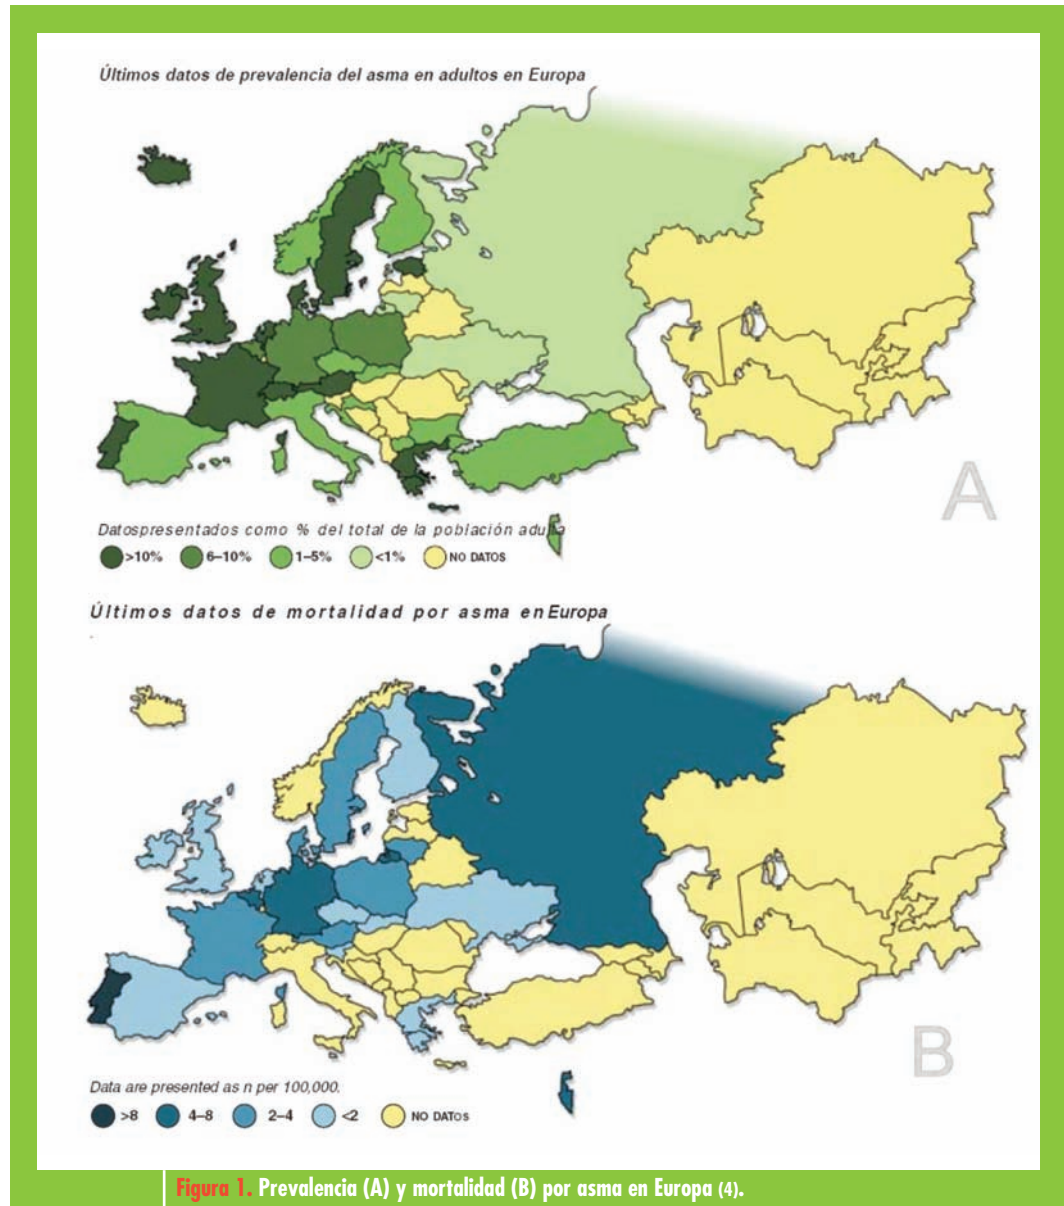 Últimos datos de prevalencia del asma en adultos en Europa
A
Datospresentados como % del total de la población adulta
>10% 6–10% 1–5% <1% NO DATOS
Últimos datos de mortalidad por asma en Europa
B
Data are presented as n per 100,000.
>8 4–8 2–4 <2 NO DATOS
Figura 1. Prevalencia (A) y mortalidad (B) por asma en Europa (4).